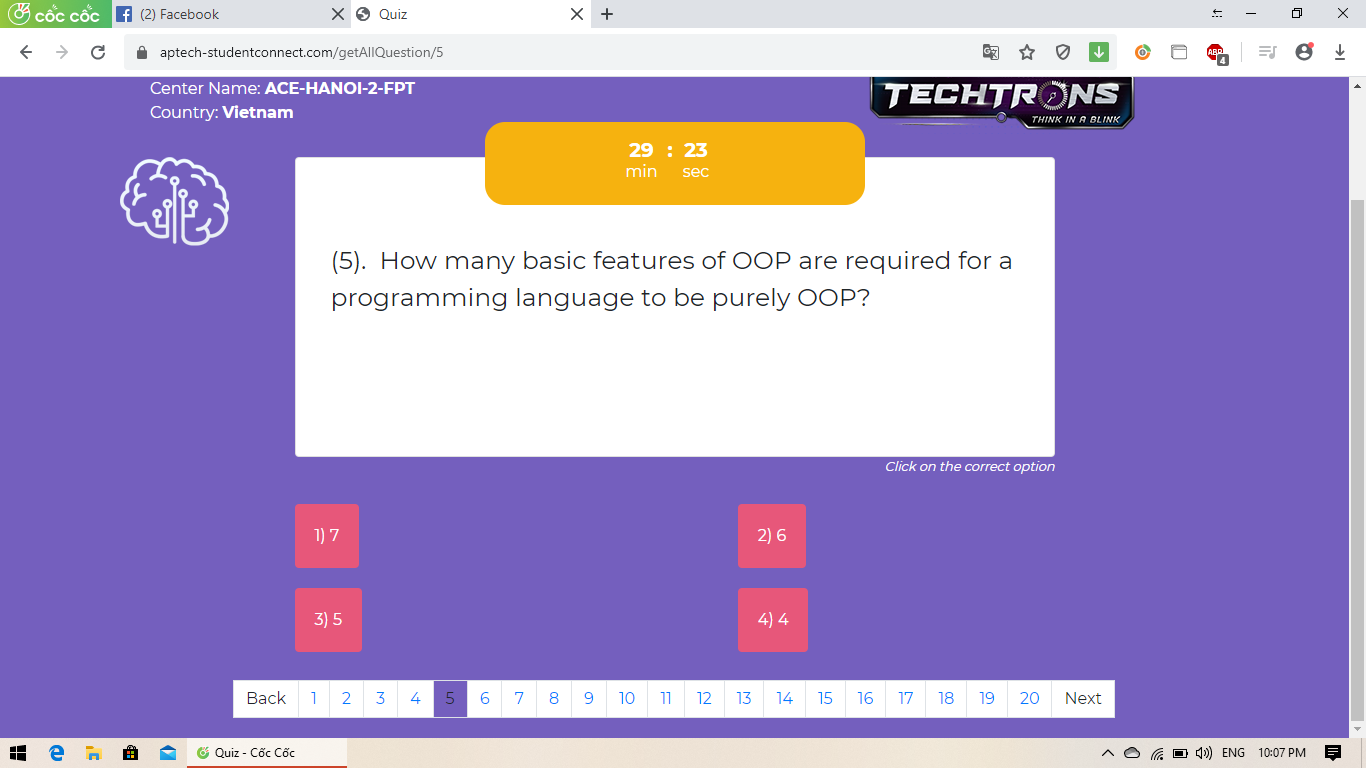 cốc cốc
(2) Facebook
Quiz
aptech-studentconnect.com/getAllQuestion/5
ABP
4
Center Name: ACE-HANOI-2-FPT
Country: Vietnam
TECHTRONS
THINK IN A BLINK
29 : 23
min sec
(5). How many basic features of OOP are required for a
programming language to be purely OOP?
Click on the correct option
1) 7
2) 6
3) 5
4) 4
Back 1 2 3 4 5 6 7 8 9 10 11 12 13 14 15 16 17 18 19 20 Next
Quiz - Cốc Cốc
ENG
10:07 PM